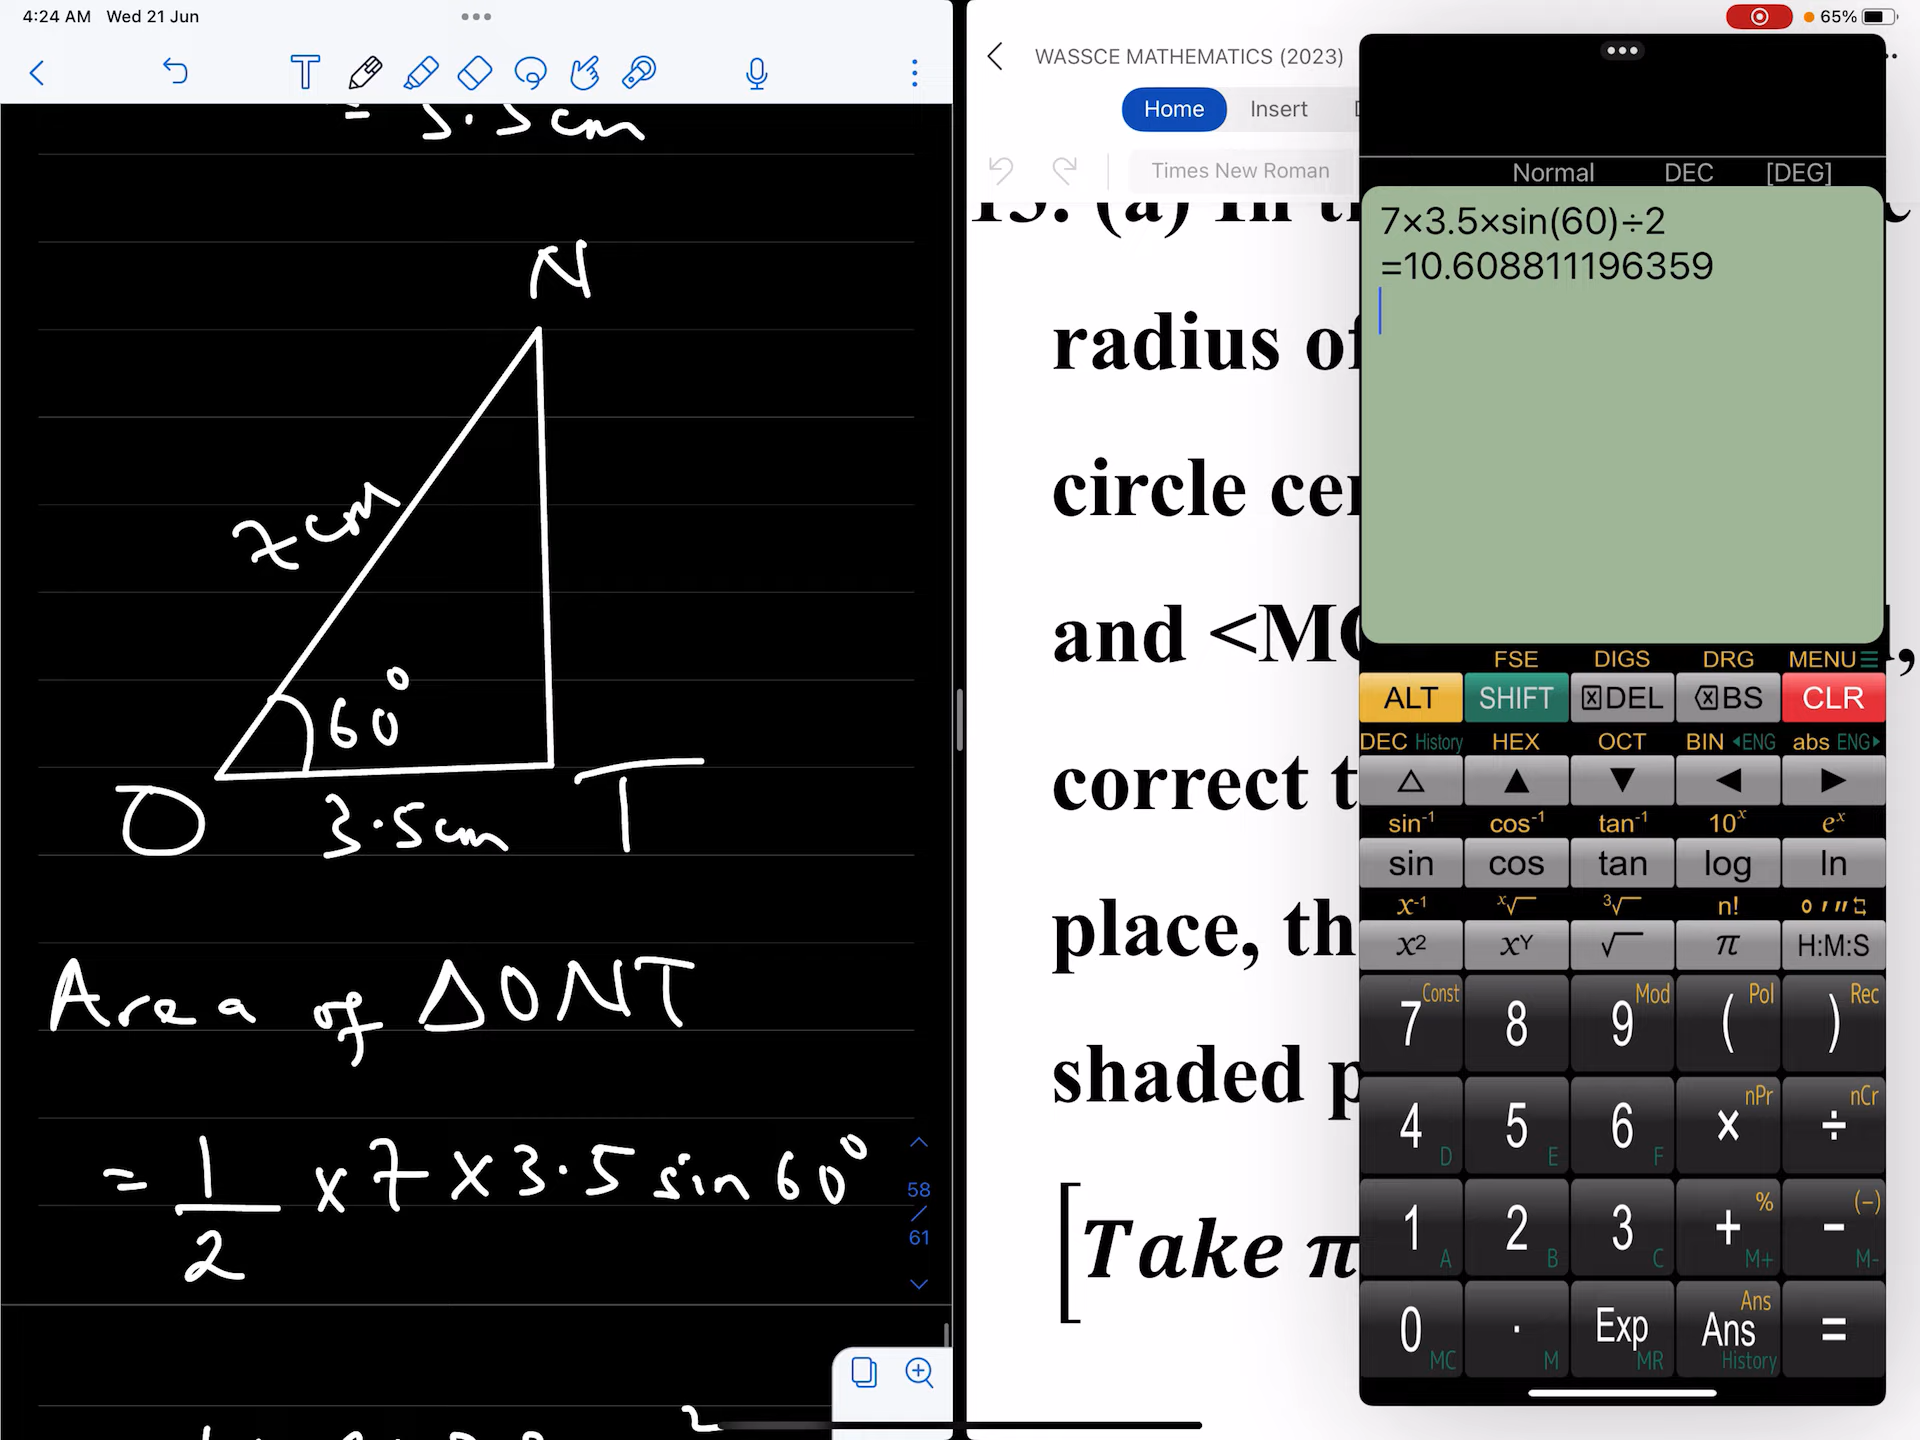 4:24 AM Wed 21 Jun
= 3.5cm
N
7cm
60°
O
3.5cm
T
Area of ΔONT
= 1/2 × 7 × 3.5 sin 60°
58
/
61
2
65%
WASSCE MATHEMATICS (2023)
Home Insert
Times New Roman
13. (a) In
radius of
circle
and <M
correct
place,
shaded
[Take π
Normal DEC [DEG]
7×3.5×sin(60)÷2
=10.608811196359
FSE DIGS DRG MENU
ALT SHIFT DEL BS CLR
DEC History HEX OCT BIN ◂ENG abs ENG▸
△ ▲ ▼ ◀ ▶
sin⁻¹ cos⁻¹ tan⁻¹ 10ˣ eˣ
sin cos tan log ln
x⁻¹ ˣ√ ³√ n! ° ′ ″
x² xʸ √ π H:M:S
Const Mod Pol Rec
7 8 9 ( )
nPr nCr
4 5 6 × ÷
D E F
% (−)
1 2 3 + −
A B C M+ M-
Ans
0 . Exp Ans =
MC M MR History